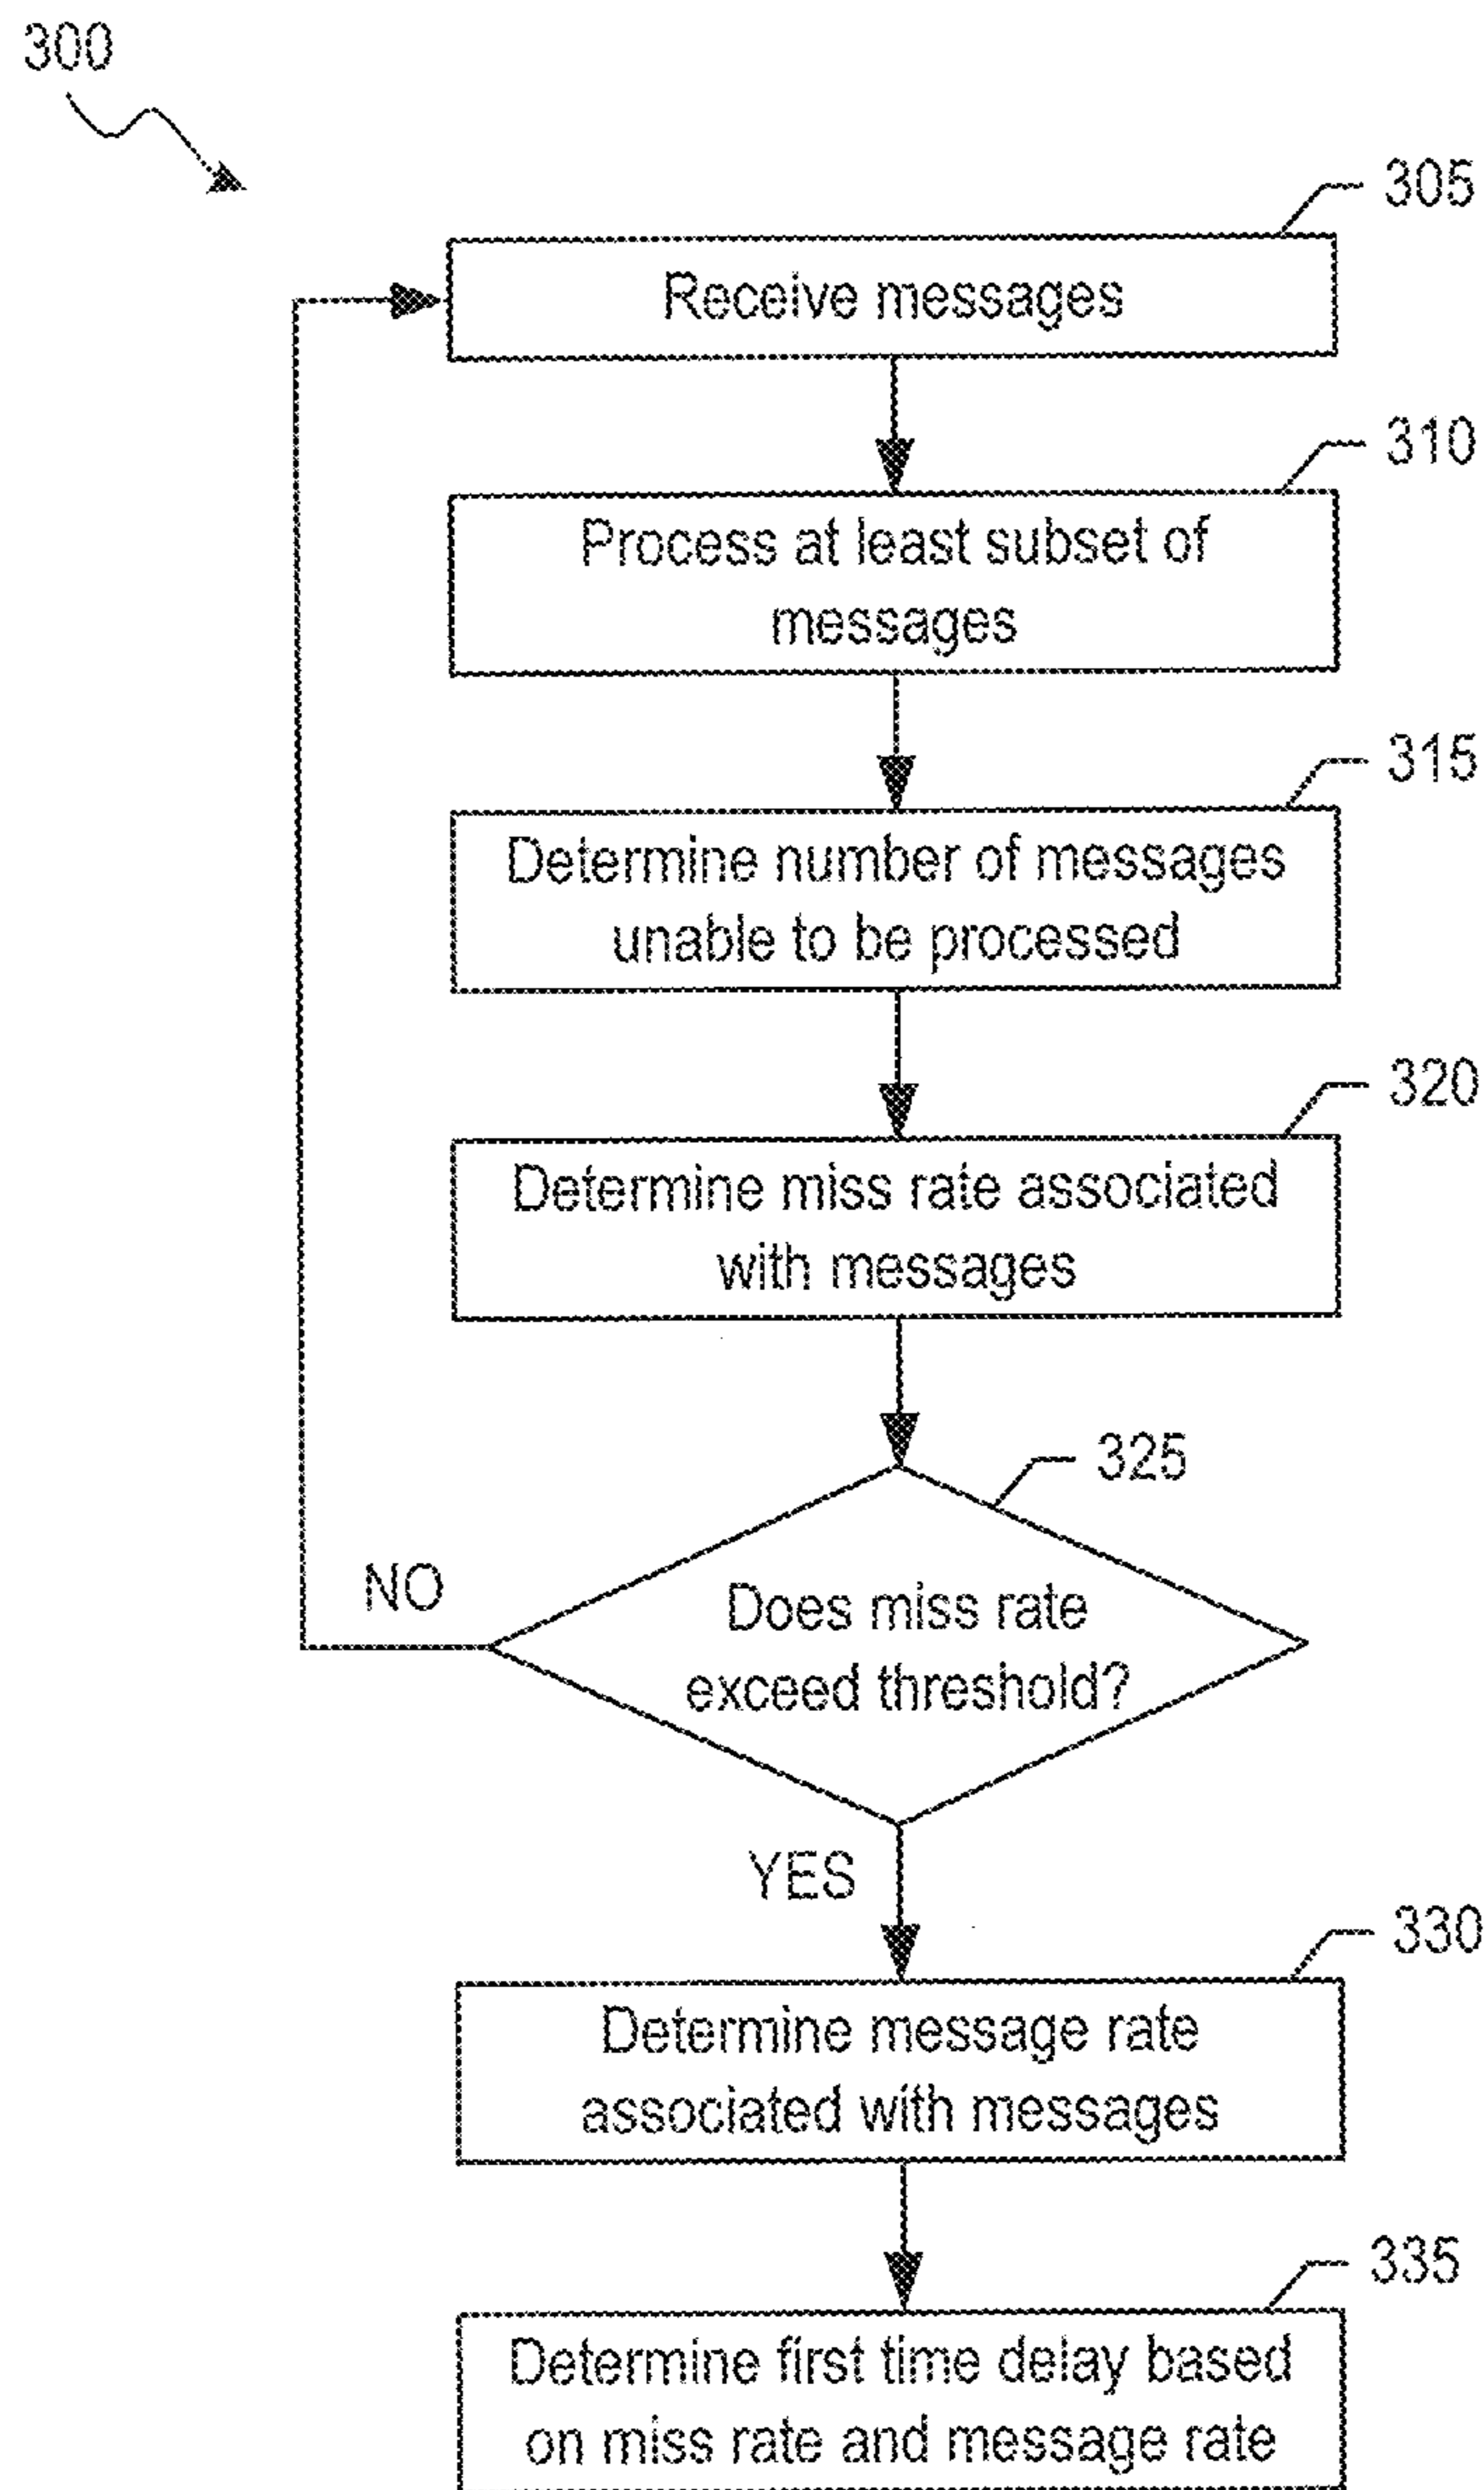 300
305
Receive messages
310
Process at least subset of
messages
315
Determine number of messages
unable to be processed
320
Determine miss rate associated
with messages
325
NO
Does miss rate
exceed threshold?
YES
330
Determine message rate
associated with messages
335
Determine first time delay based
on miss rate and message rate